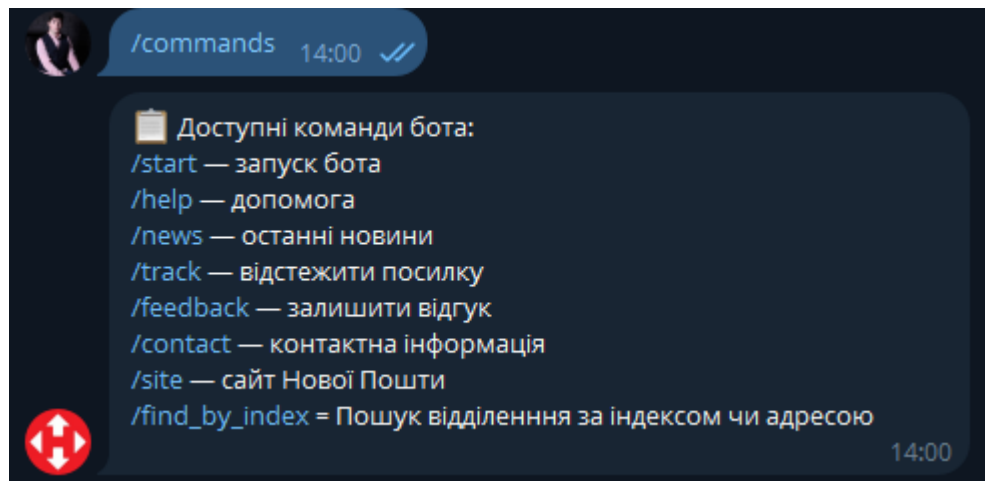 /commands 14:00
Доступні команди бота:
/start — запуск бота
/help — допомога
/news — останні новини
/track — відстежити посилку
/feedback — залишити відгук
/contact — контактна інформація
/site — сайт Нової Пошти
/find_by_index = Пошук відділенння за індексом чи адресою
14:00